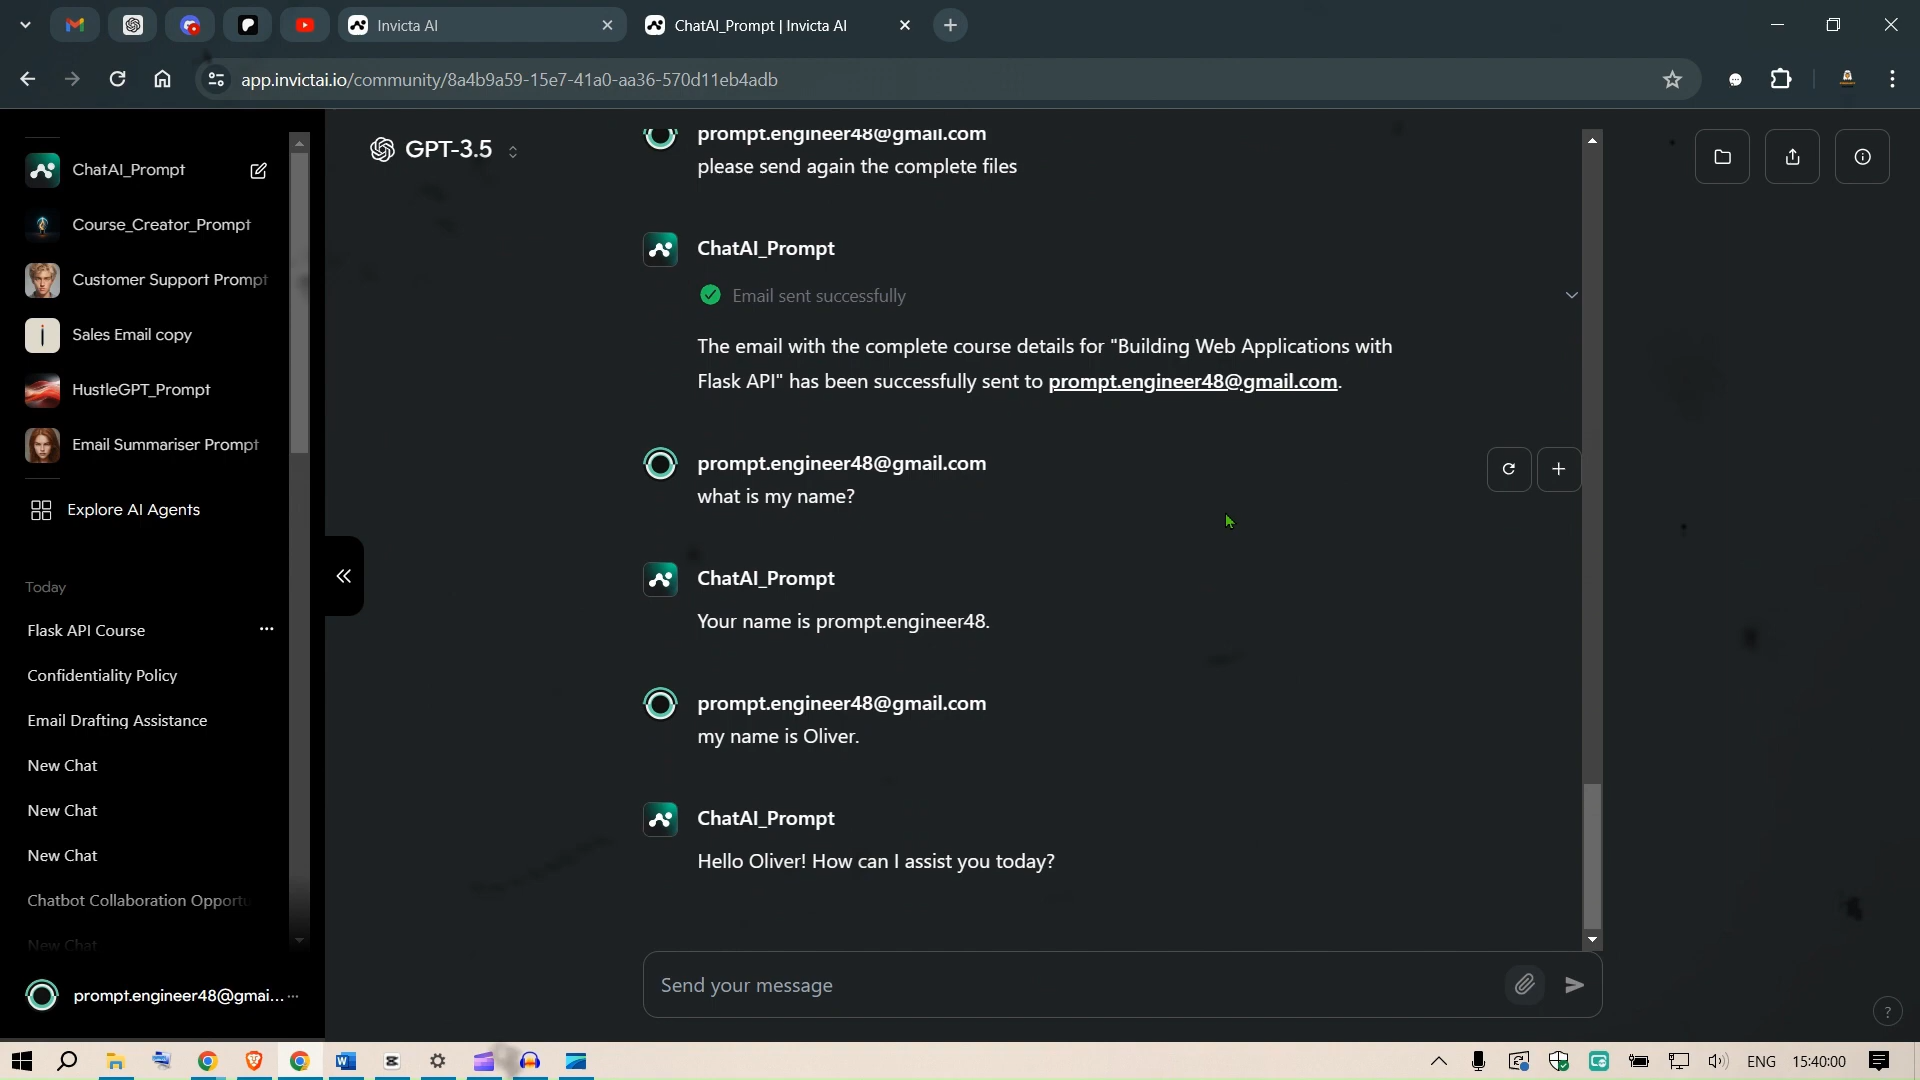 Invicta AI
ChatAI_Prompt | Invicta AI
app.invictai.io/community/8a4b9a59-15e7-41a0-aa36-570d11eb4adb
ChatAI_Prompt
Course_Creator_Prompt
Customer Support Prompt
Sales Email copy
HustleGPT_Prompt
Email Summariser Prompt
Explore AI Agents
Today
Flask API Course
Confidentiality Policy
Email Drafting Assistance
New Chat
New Chat
New Chat
Chatbot Collaboration Opportu
New Chat
prompt.engineer48@gmai...
GPT-3.5
prompt.engineer48@gmail.com
please send again the complete files
ChatAI_Prompt
Email sent successfully
The email with the complete course details for "Building Web Applications with
Flask API" has been successfully sent to prompt.engineer48@gmail.com.
prompt.engineer48@gmail.com
what is my name?
ChatAI_Prompt
Your name is prompt.engineer48.
prompt.engineer48@gmail.com
my name is Oliver.
ChatAI_Prompt
Hello Oliver! How can I assist you today?
Send your message
?
ENG 15:40:00